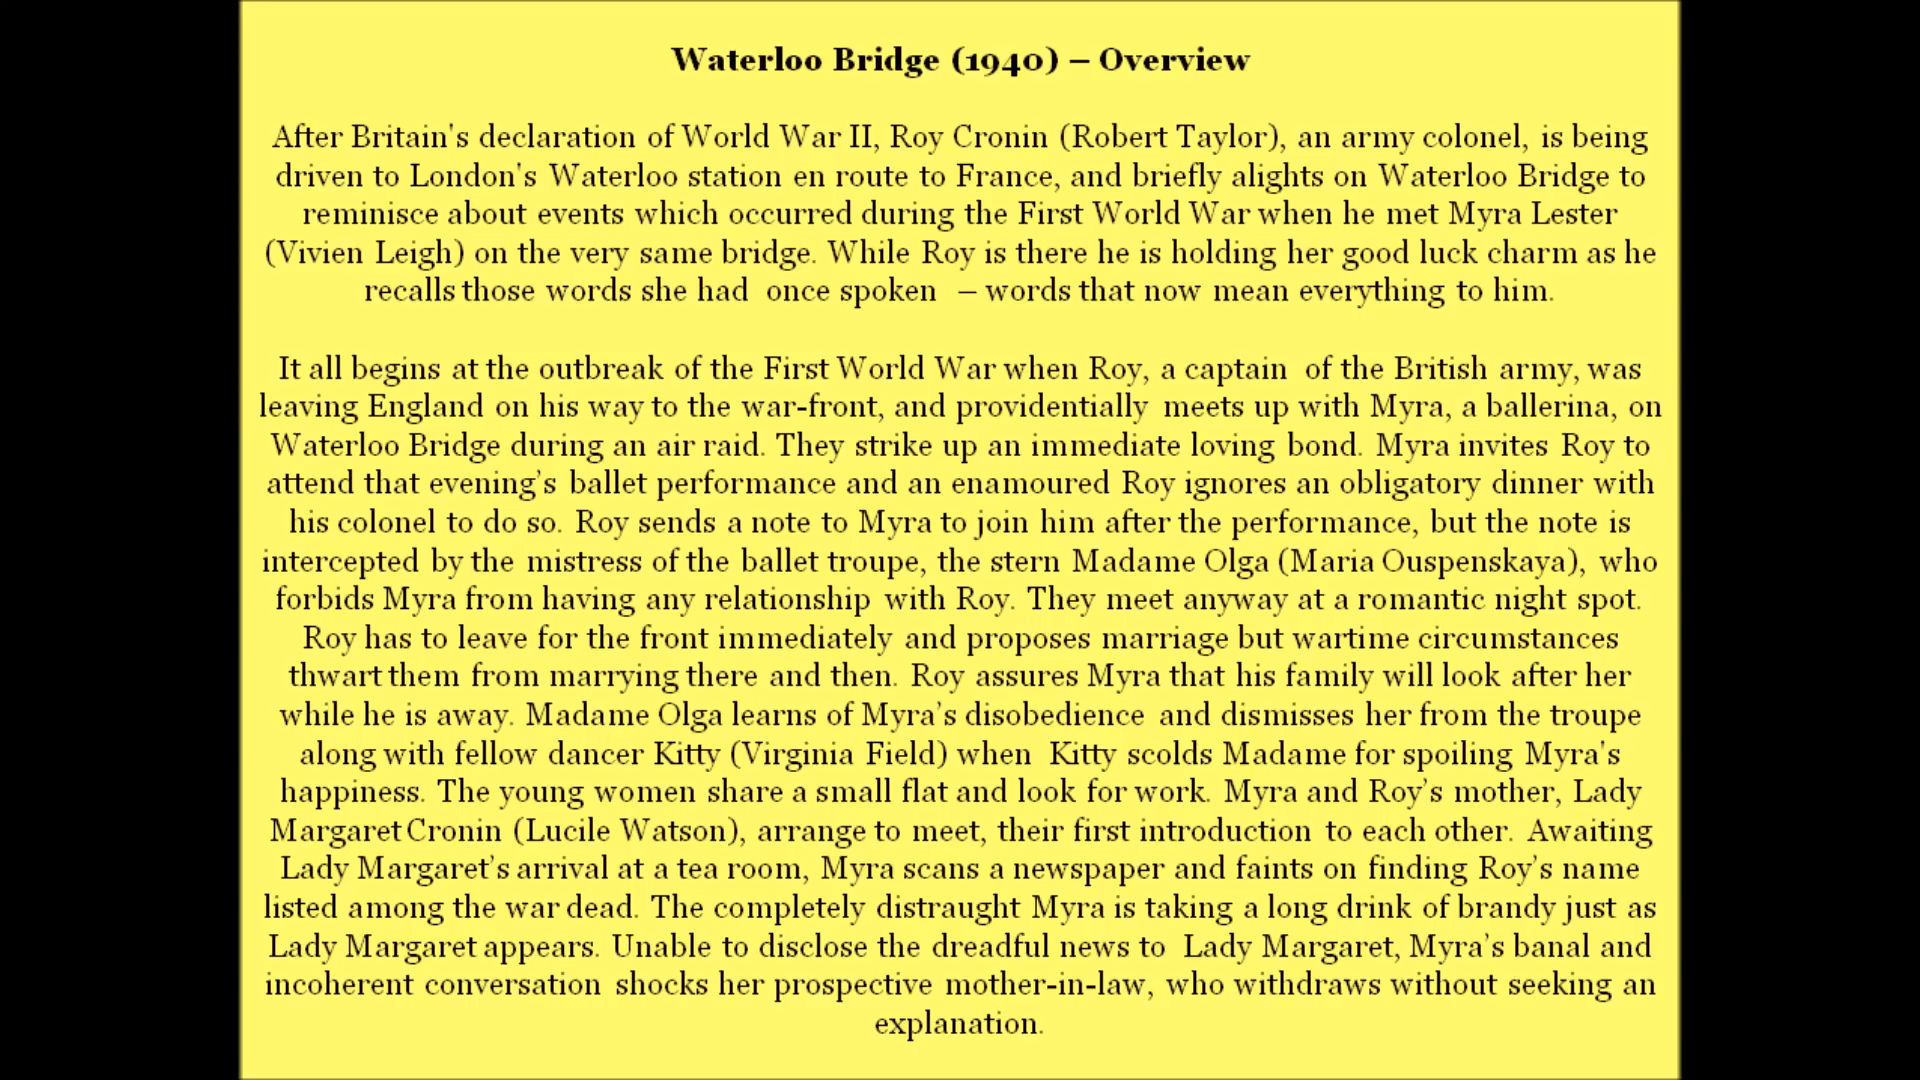 Waterloo Bridge (1940) – Overview
After Britain's declaration of World War II, Roy Cronin (Robert Taylor), an army colonel, is being
driven to London's Waterloo station en route to France, and briefly alights on Waterloo Bridge to
reminisce about events which occurred during the First World War when he met Myra Lester
(Vivien Leigh) on the very same bridge. While Roy is there he is holding her good luck charm as he
recalls those words she had once spoken – words that now mean everything to him.
It all begins at the outbreak of the First World War when Roy, a captain of the British army, was
leaving England on his way to the war-front, and providentially meets up with Myra, a ballerina, on
Waterloo Bridge during an air raid. They strike up an immediate loving bond. Myra invites Roy to
attend that evening’s ballet performance and an enamoured Roy ignores an obligatory dinner with
his colonel to do so. Roy sends a note to Myra to join him after the performance, but the note is
intercepted by the mistress of the ballet troupe, the stern Madame Olga (Maria Ouspenskaya), who
forbids Myra from having any relationship with Roy. They meet anyway at a romantic night spot.
Roy has to leave for the front immediately and proposes marriage but wartime circumstances
thwart them from marrying there and then. Roy assures Myra that his family will look after her
while he is away. Madame Olga learns of Myra’s disobedience and dismisses her from the troupe
along with fellow dancer Kitty (Virginia Field) when Kitty scolds Madame for spoiling Myra's
happiness. The young women share a small flat and look for work. Myra and Roy’s mother, Lady
Margaret Cronin (Lucile Watson), arrange to meet, their first introduction to each other. Awaiting
Lady Margaret’s arrival at a tea room, Myra scans a newspaper and faints on finding Roy’s name
listed among the war dead. The completely distraught Myra is taking a long drink of brandy just as
Lady Margaret appears. Unable to disclose the dreadful news to Lady Margaret, Myra’s banal and
incoherent conversation shocks her prospective mother-in-law, who withdraws without seeking an
explanation.